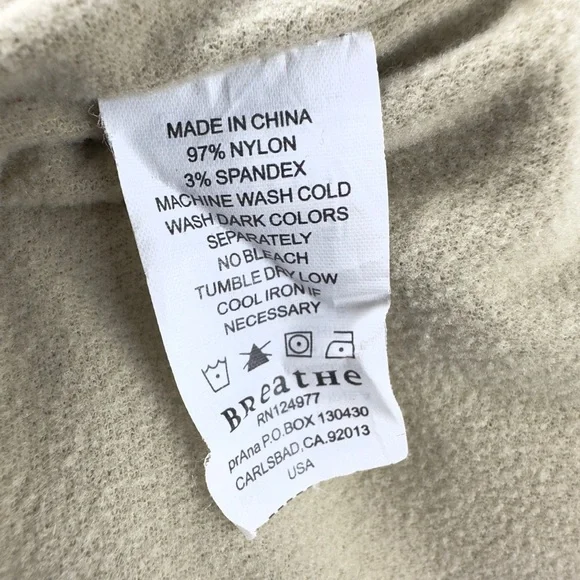 MADE IN CHINA
97% NYLON
3% SPANDEX
MACHINE WASH COLD
WASH DARK COLORS
SEPARATELY
NO BLEACH
TUMBLE DRY LOW
COOL IRON IF
NECESSARY
BReatHe
RN124977
prAna P.O.BOX 130430
CARLSBAD,CA.92013
USA